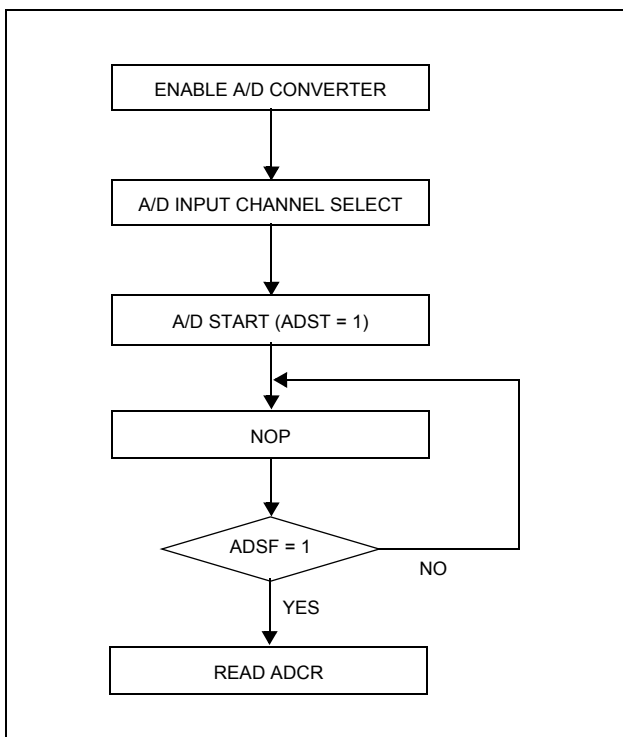 ENABLE A/D CONVERTER
A/D INPUT CHANNEL SELECT
A/D START (ADST = 1)
NOP
ADSF = 1
NO
YES
READ ADCR